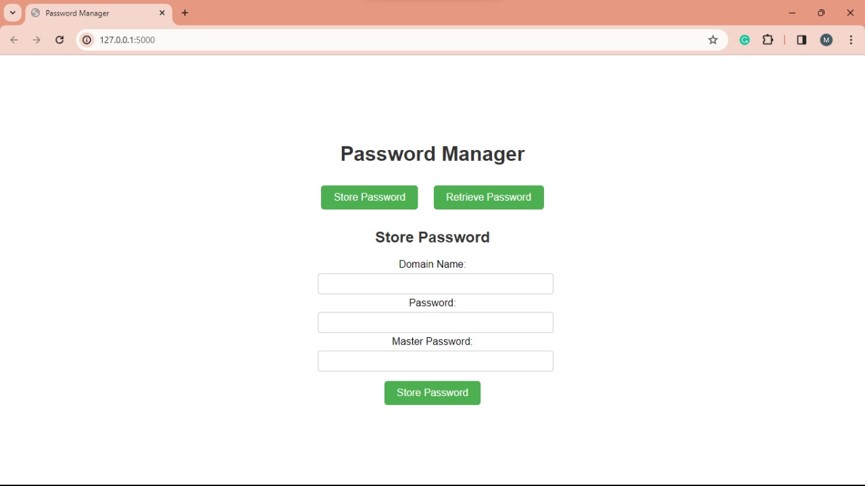 Password Manager
127.0.0.1:5000
M
Password Manager
Store Password Retrieve Password
Store Password
Domain Name:
Password:
Master Password:
Store Password